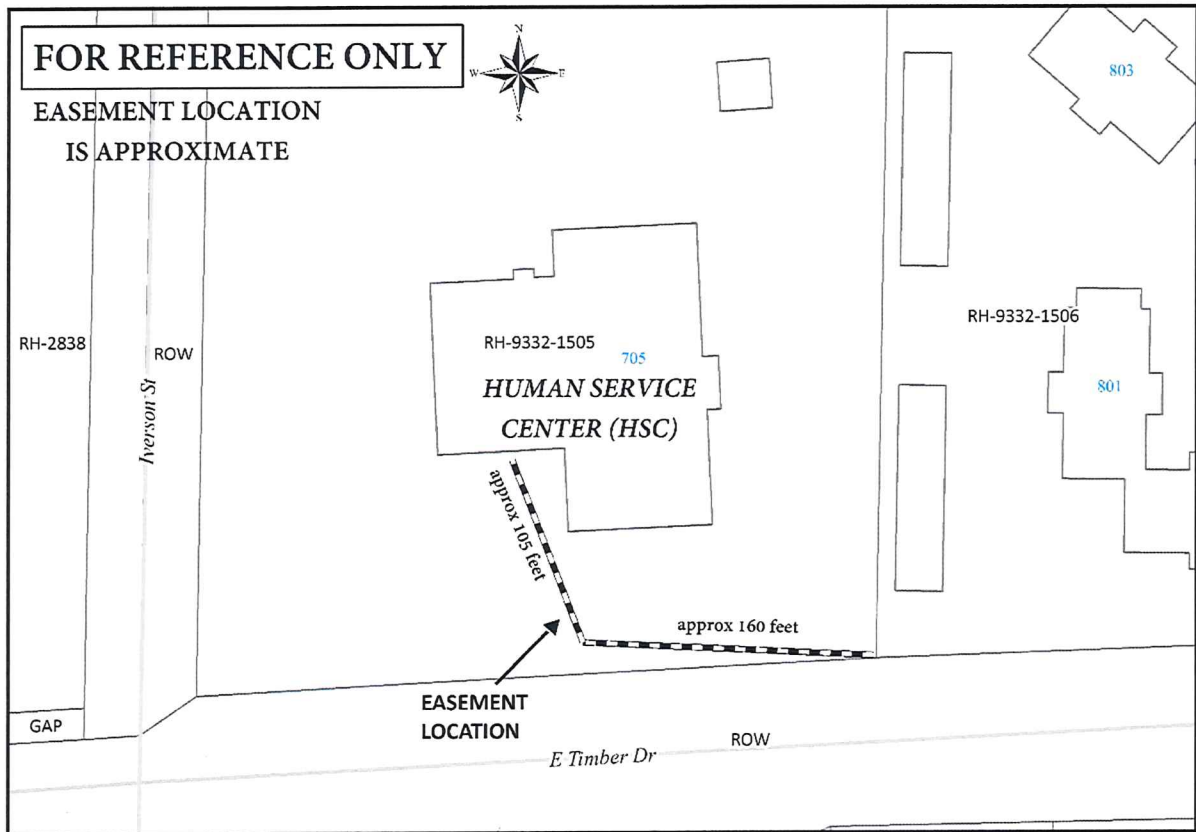 FOR REFERENCE ONLY
EASEMENT LOCATION
IS APPROXIMATE
N
W
E
S
803
RH-2838
ROW
Iverson St
RH-9332-1505
705
HUMAN SERVICE
CENTER (HSC)
RH-9332-1506
801
approx 105 feet
approx 160 feet
EASEMENT
LOCATION
GAP
ROW
E Timber Dr